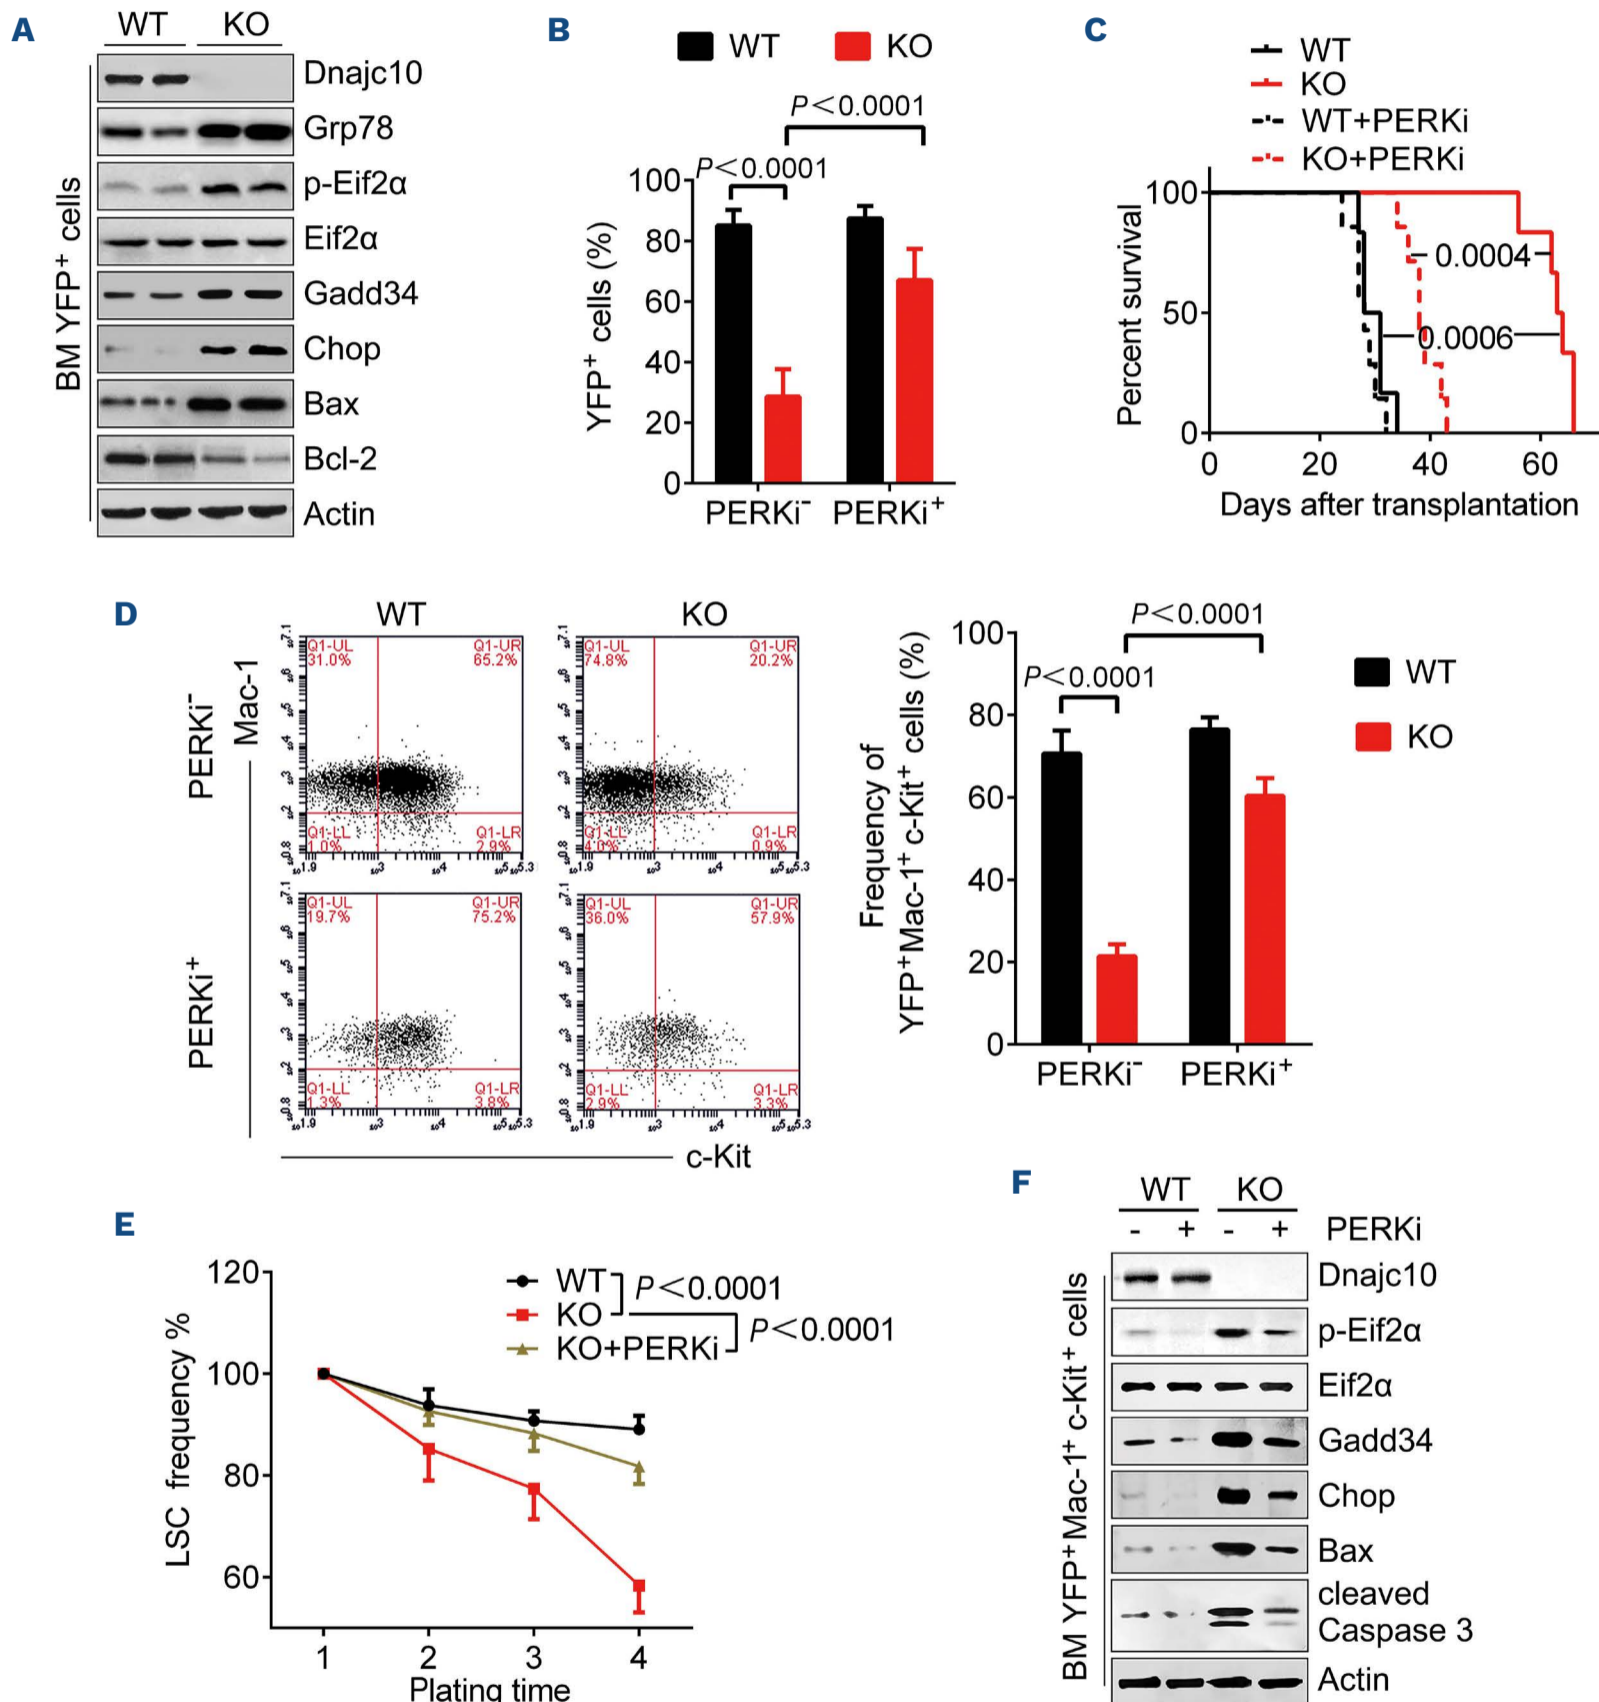 A
WT KO
BM YFP+ cells
Dnajc10
Grp78
p-Eif2α
Eif2α
Gadd34
Chop
Bax
Bcl-2
Actin
B
WT KO
P<0.0001
P<0.0001
YFP+ cells (%)
100
80
60
40
20
0
PERKi- PERKi+
C
WT
KO
WT+PERKi
KO+PERKi
Percent survival
100
50
0
0.0004
0.0006
0 20 40 60
Days after transplantation
D
WT KO
PERKi-
PERKi+
Mac-1
c-Kit
Q1-UL 31.0% Q1-UR 65.2%
Q1-LL 1.0% Q1-LR 2.9%
Q1-UL 74.8% Q1-UR 20.2%
Q1-LL 4.0% Q1-LR 0.9%
Q1-UL 19.7% Q1-UR 75.2%
Q1-LL 1.3% Q1-LR 3.8%
Q1-UL 36.0% Q1-UR 57.9%
Q1-LL 2.9% Q1-LR 3.3%
Frequency of
YFP+Mac-1+ c-Kit+ cells (%)
100
80
60
40
20
0
P<0.0001
P<0.0001
PERKi- PERKi+
WT
KO
E
LSC frequency %
120
100
80
60
WT
KO
KO+PERKi
P<0.0001
P<0.0001
1 2 3 4
Plating time
F
WT KO
- + - + PERKi
BM YFP+Mac-1+ c-Kit+ cells
Dnajc10
p-Eif2α
Eif2α
Gadd34
Chop
Bax
cleaved
Caspase 3
Actin